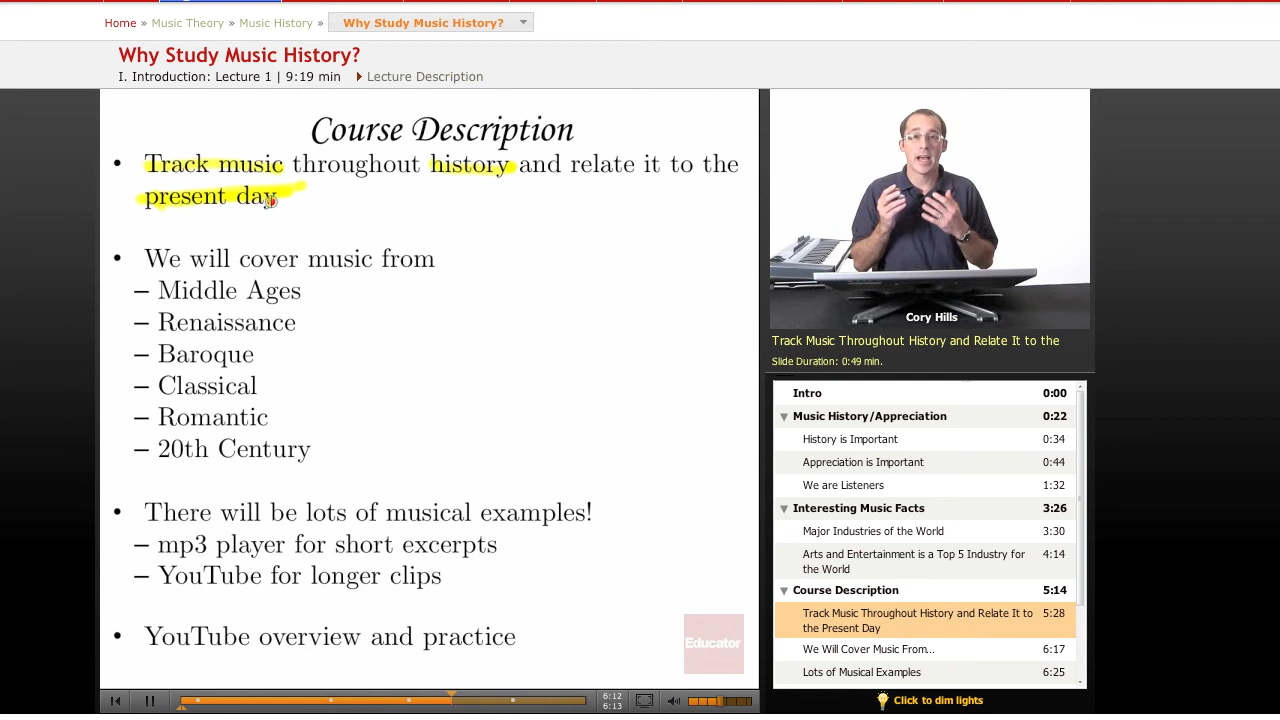 Home » Music Theory » Music History » Why Study Music History?
Why Study Music History?
I. Introduction: Lecture 1 | 9:19 min Lecture Description
Course Description
• Track music throughout history and relate it to the
present day
• We will cover music from
– Middle Ages
– Renaissance
– Baroque
– Classical
– Romantic
– 20th Century
• There will be lots of musical examples!
– mp3 player for short excerpts
– YouTube for longer clips
• YouTube overview and practice
Educator
6:12
6:13
Cory Hills
Track Music Throughout History and Relate It to the
Slide Duration: 0:49 min.
Intro 0:00
Music History/Appreciation 0:22
History is Important 0:34
Appreciation is Important 0:44
We are Listeners 1:32
Interesting Music Facts 3:26
Major Industries of the World 3:30
Arts and Entertainment is a Top 5 Industry for 4:14
the World
Course Description 5:14
Track Music Throughout History and Relate It to 5:28
the Present Day
We Will Cover Music From... 6:17
Lots of Musical Examples 6:25
Click to dim lights